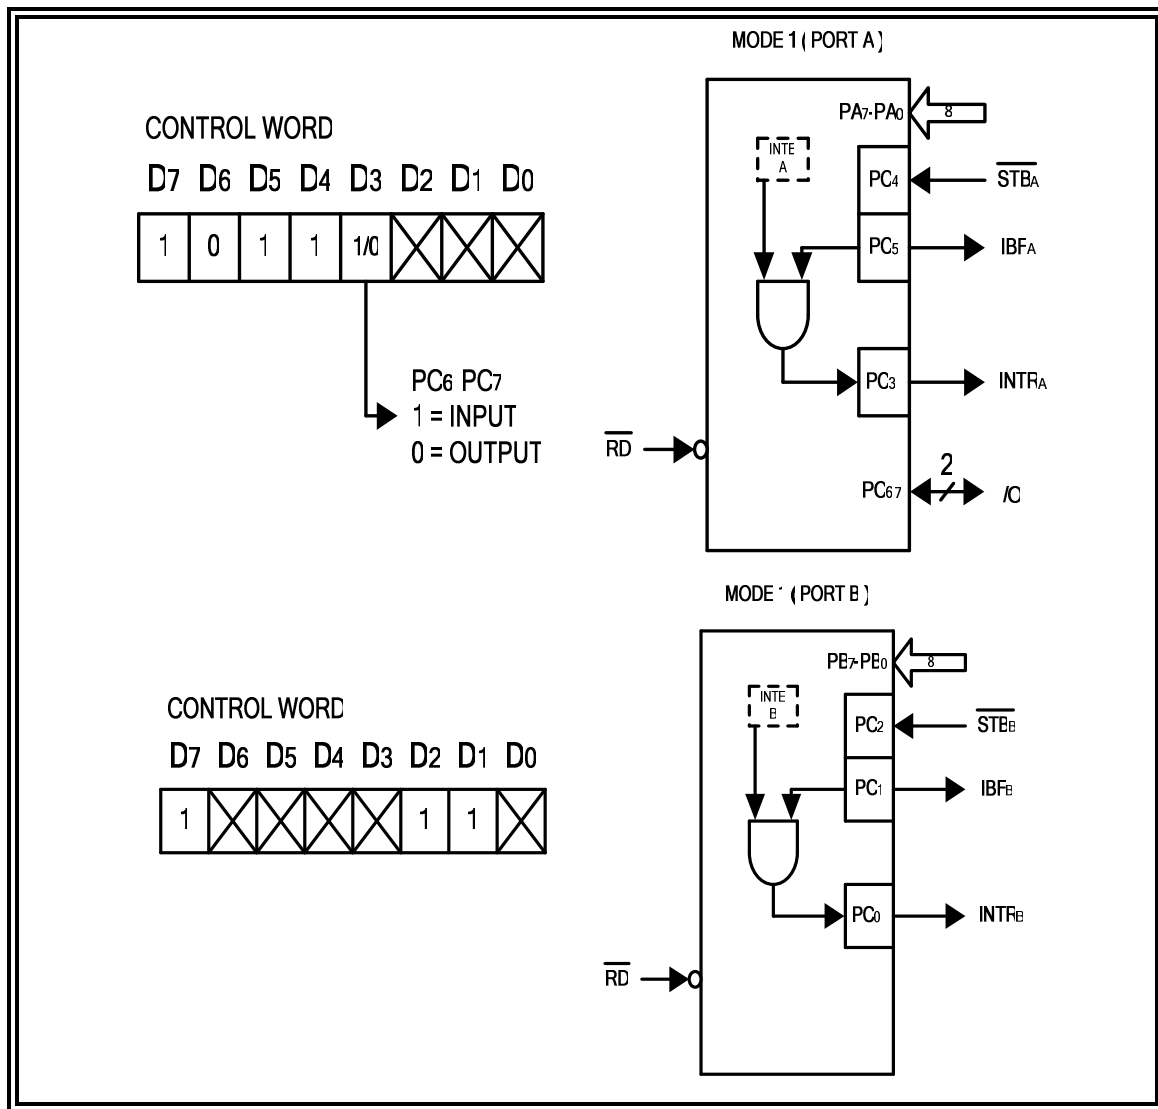 MODE 1 ( PORT A )
CONTROL WORD
D7 D6 D5 D4 D3 D2 D1 D0
1 0 1 1 1/0
PC6 PC7
1 = INPUT
0 = OUTPUT
PA7-PA0
8
INTE
A
PC4
STBA
PC5
IBFA
PC3
INTRA
RD
PC67
2
/O
MODE 1 ( PORT B )
CONTROL WORD
D7 D6 D5 D4 D3 D2 D1 D0
1 1 1
PB7-PB0
8
INTE
B
PC2
STBB
PC1
IBFB
PC0
INTRB
RD